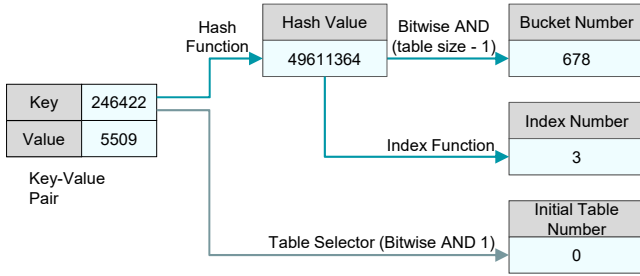 Hash
Function
Hash Value
49611364
Bitwise AND
(table size - 1)
Bucket Number
678
Key
246422
Value
5509
Key-Value
Pair
Index Function
Index Number
3
Table Selector (Bitwise AND 1)
Initial Table
Number
0